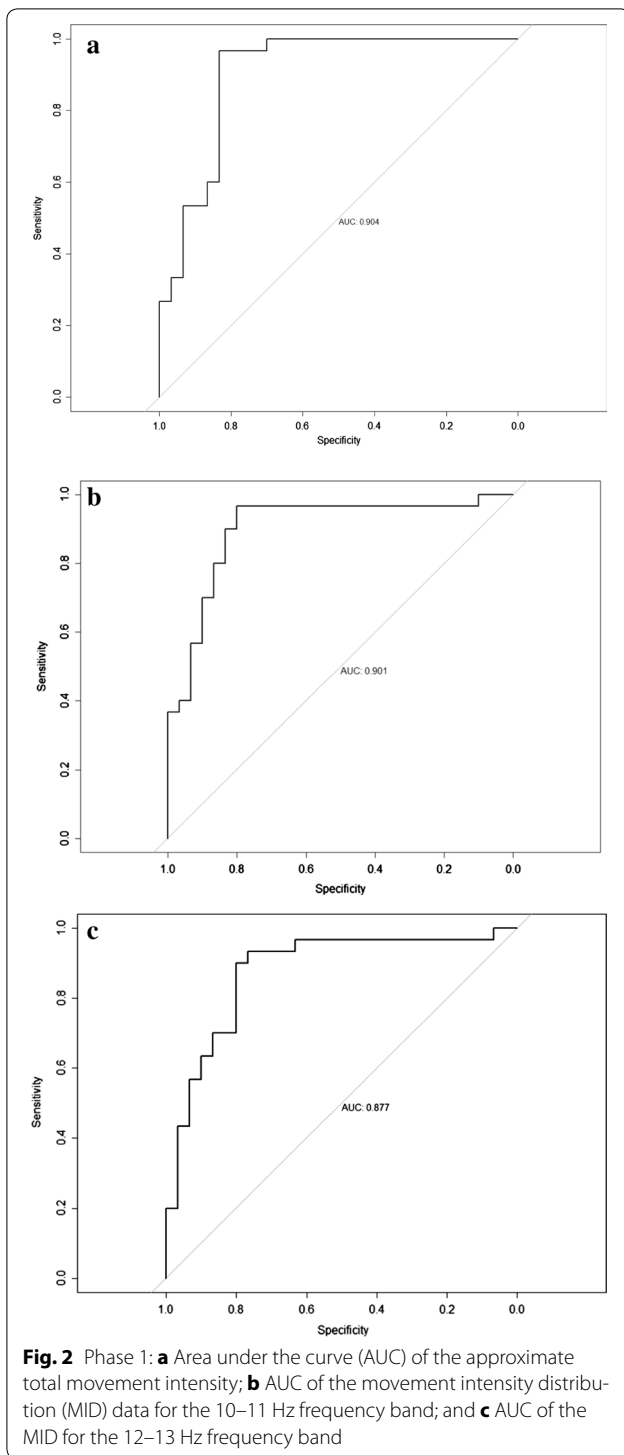 a
1.0
0.8
0.6
0.4
0.2
0.0
Sensitivity
AUC: 0.904
1.0 0.8 0.6 0.4 0.2 0.0
Specificity
b
1.0
0.8
0.6
0.4
0.2
0.0
Sensitivity
AUC: 0.901
1.0 0.8 0.6 0.4 0.2 0.0
Specificity
c
1.0
0.8
0.6
0.4
0.2
0.0
Sensitivity
AUC: 0.877
1.0 0.8 0.6 0.4 0.2 0.0
Specificity
Fig. 2 Phase 1: a Area under the curve (AUC) of the approximate
total movement intensity; b AUC of the movement intensity distribu-
tion (MID) data for the 10–11 Hz frequency band; and c AUC of the
MID for the 12–13 Hz frequency band